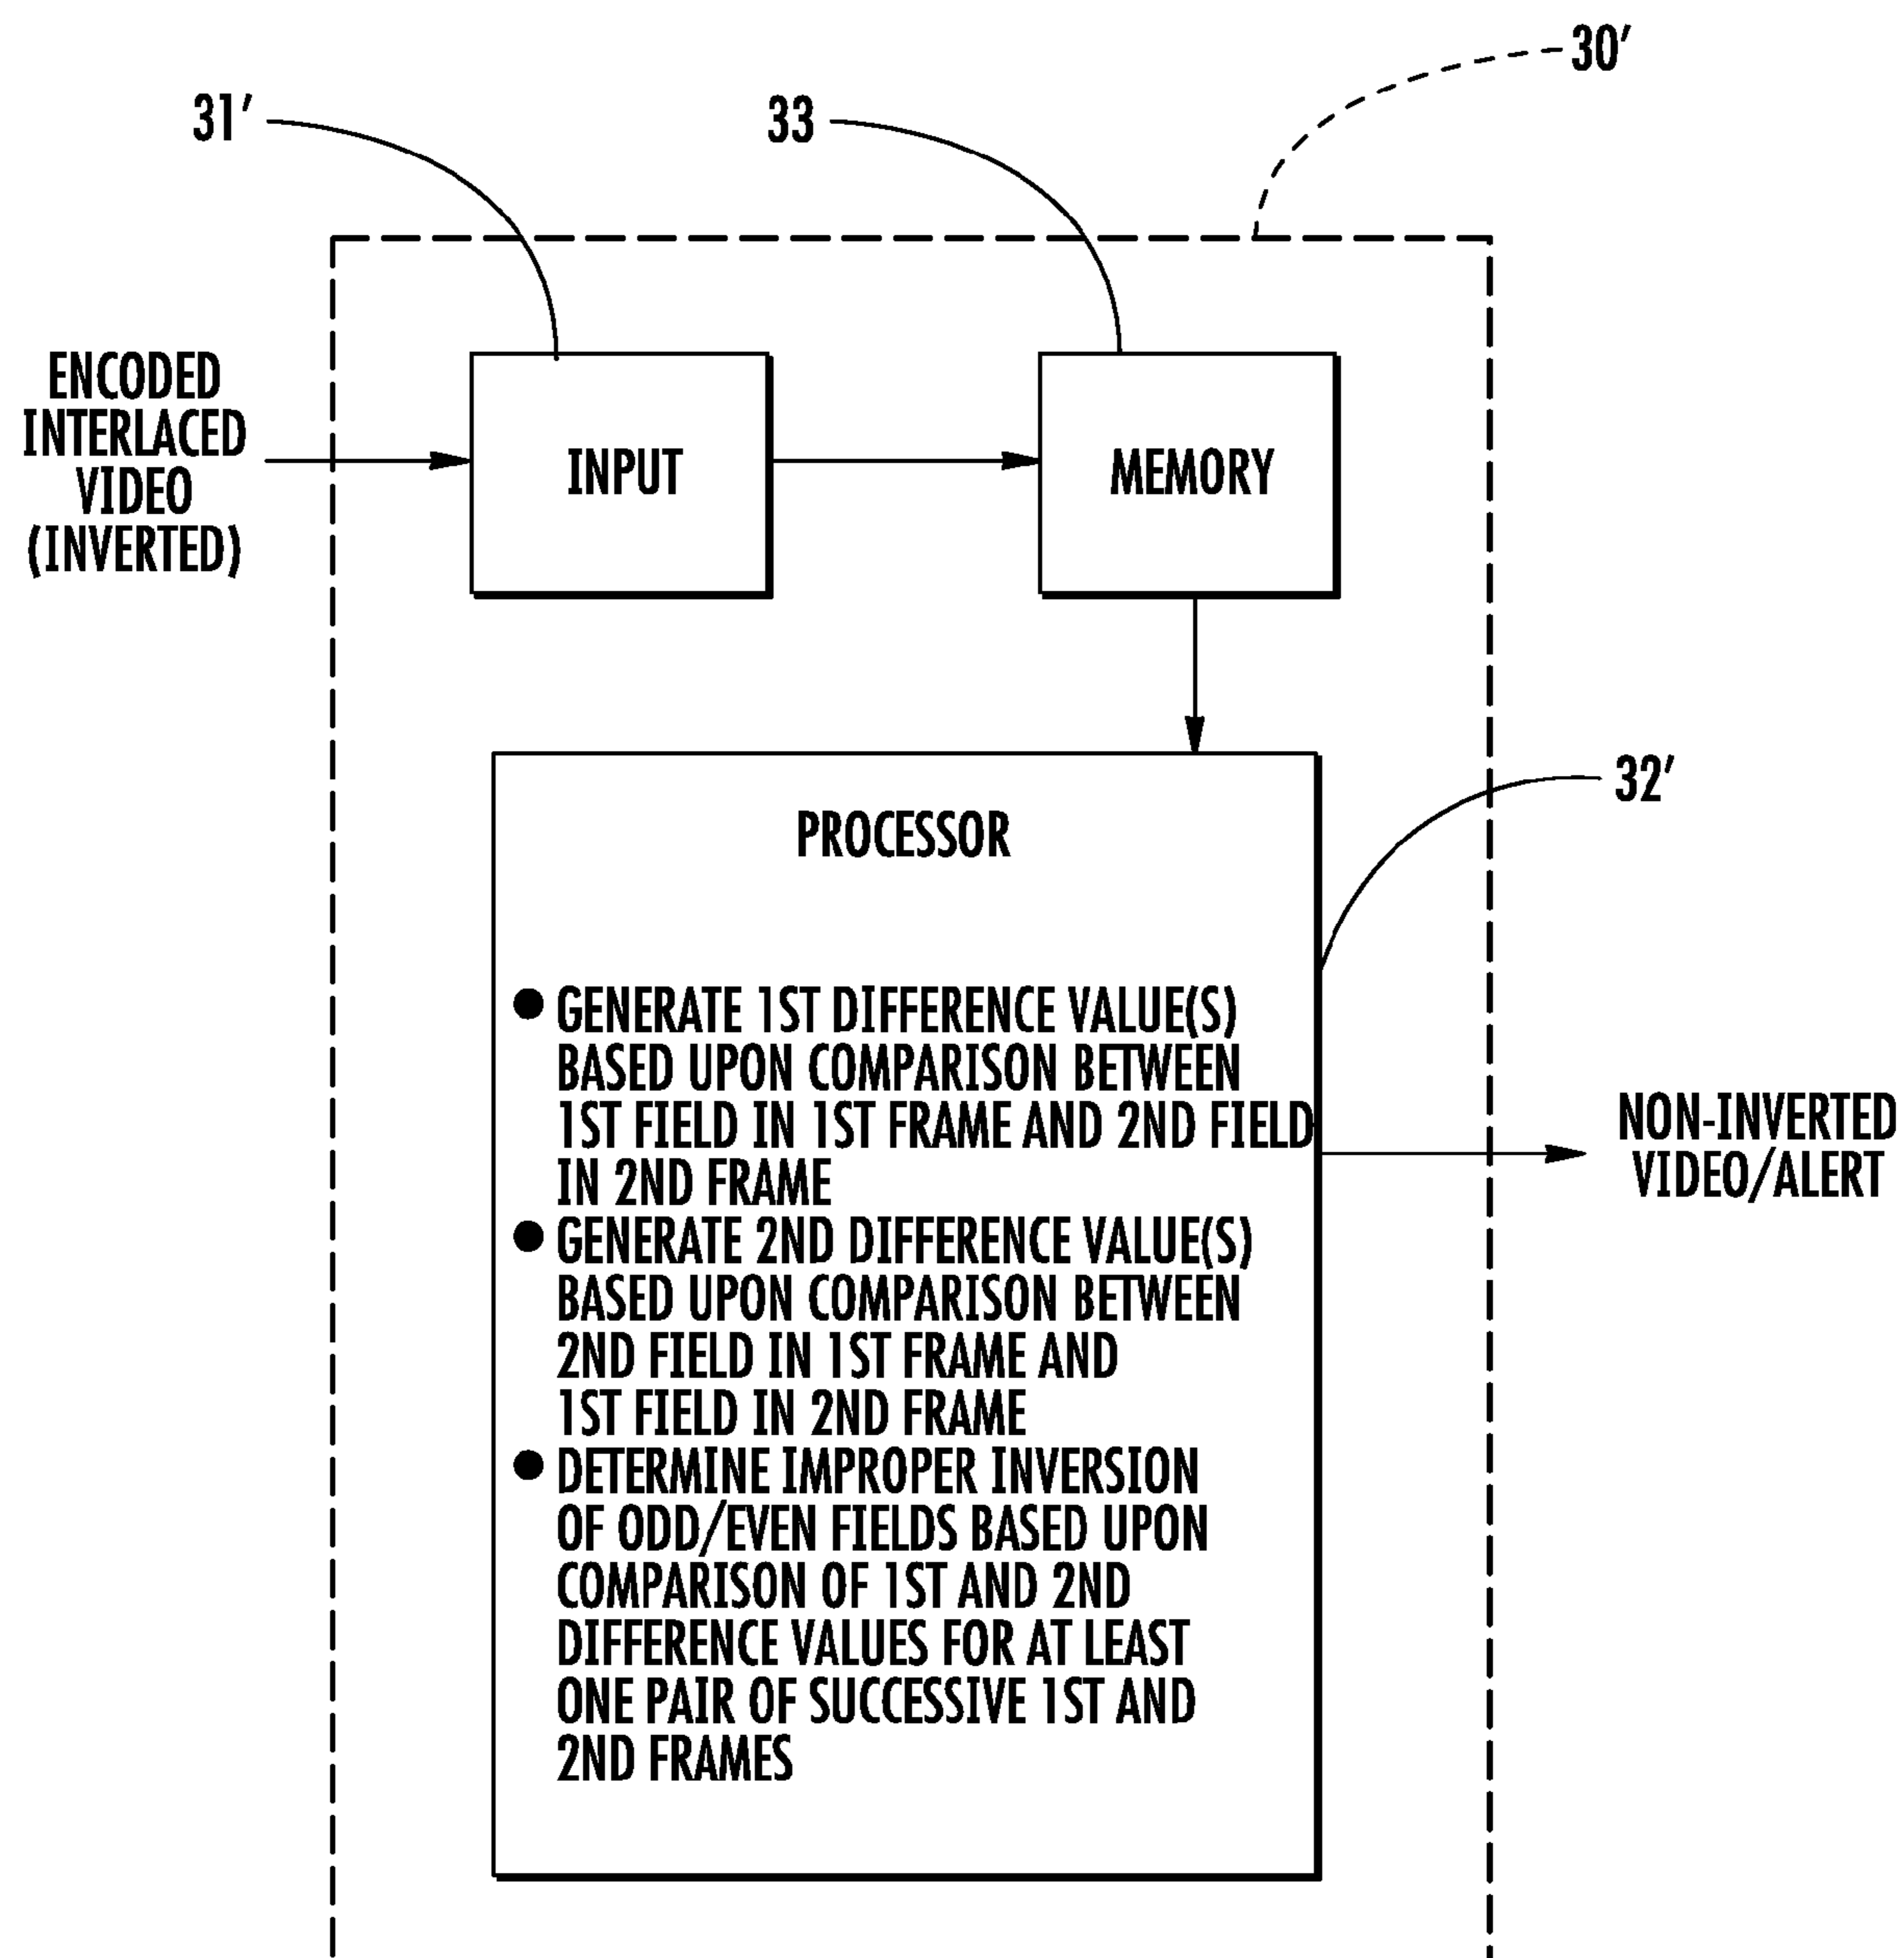 30′
31′
33
ENCODED
INTERLACED
VIDEO
(INVERTED)
INPUT
MEMORY
32′
PROCESSOR
● GENERATE 1ST DIFFERENCE VALUE(S)
BASED UPON COMPARISON BETWEEN
1ST FIELD IN 1ST FRAME AND 2ND FIELD
IN 2ND FRAME
● GENERATE 2ND DIFFERENCE VALUE(S)
BASED UPON COMPARISON BETWEEN
2ND FIELD IN 1ST FRAME AND
1ST FIELD IN 2ND FRAME
● DETERMINE IMPROPER INVERSION
OF ODD/EVEN FIELDS BASED UPON
COMPARISON OF 1ST AND 2ND
DIFFERENCE VALUES FOR AT LEAST
ONE PAIR OF SUCCESSIVE 1ST AND
2ND FRAMES
NON-INVERTED
VIDEO/ALERT